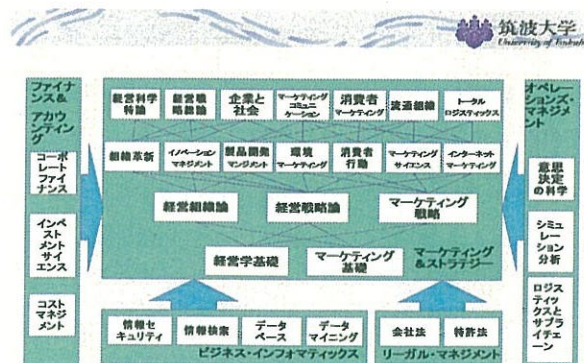 筑波大学
University of Tsukuba
ファイナ
ンス&
アカウ
ンティン
グ
コーポ
レート
ファイ
ナンス
インベ
スト
メント
サイ
エンス
コスト
マネジ
メント
経営科学
特論
経営戦
略総論
企業と
社会
マーケティング
コミュニ
ケーション
消費者
マーケティング
流通組織
トータル
ロジスティックス
組織革新
イノベーション
マネジメント
製品開発
マンジメント
環境
マーケティング
消費者
行動
マーケティング
サイエンス
インターネット
マーケティング
経営組織論
経営戦略論
マーケティング
戦略
経営学基礎
マーケティング
基礎
マーケティング
&ストラテジー
オペレー
ションズ・
マネジメ
ント
意思
決定
の科学
シミュ
レー
ション
分析
ロジス
ティッ
クスと
サプラ
イチェ
ーン
情報セ
キュリティ
情報検索
データ
ベース
データ
マイニング
ビジネス・インフォマティックス
会社法
特許法
リーガル・マネジメント